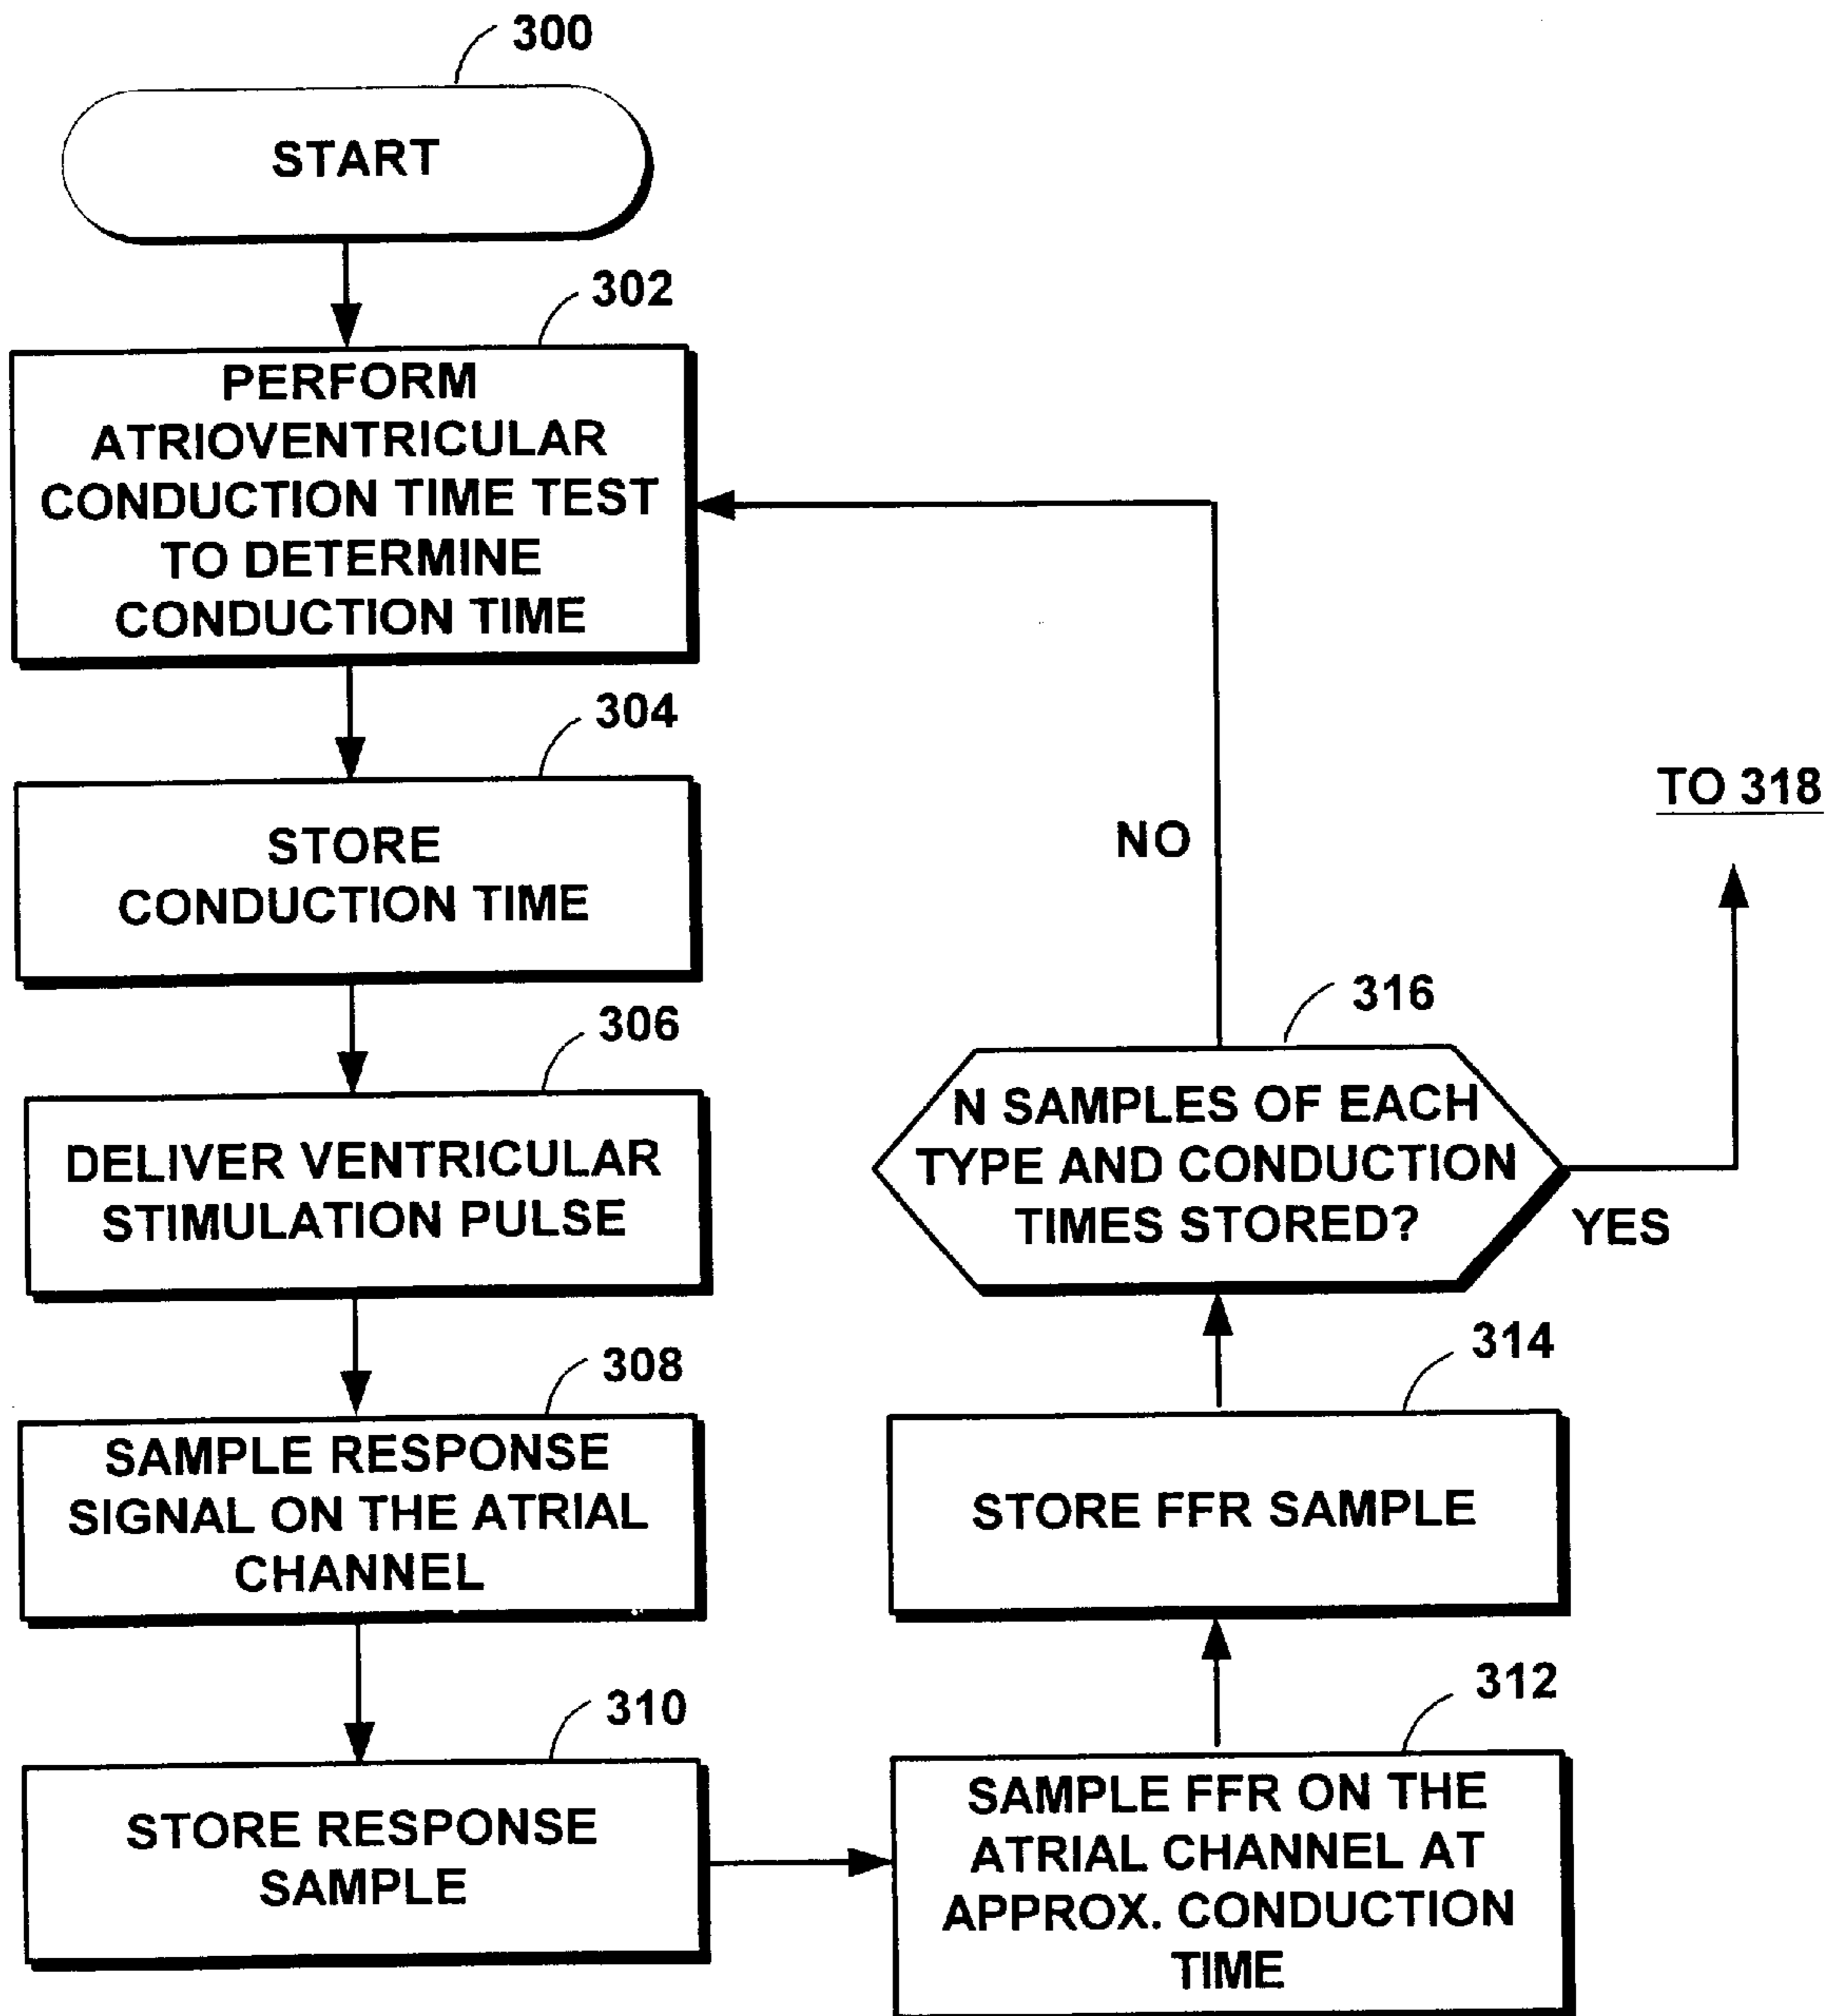 300
START
302
PERFORM
ATRIOVENTRICULAR
CONDUCTION TIME TEST
TO DETERMINE
CONDUCTION TIME
304
STORE
CONDUCTION TIME
306
DELIVER VENTRICULAR
STIMULATION PULSE
308
SAMPLE RESPONSE
SIGNAL ON THE ATRIAL
CHANNEL
310
STORE RESPONSE
SAMPLE
312
SAMPLE FFR ON THE
ATRIAL CHANNEL AT
APPROX. CONDUCTION
TIME
314
STORE FFR SAMPLE
316
N SAMPLES OF EACH
TYPE AND CONDUCTION
TIMES STORED?
NO
YES
TO 318